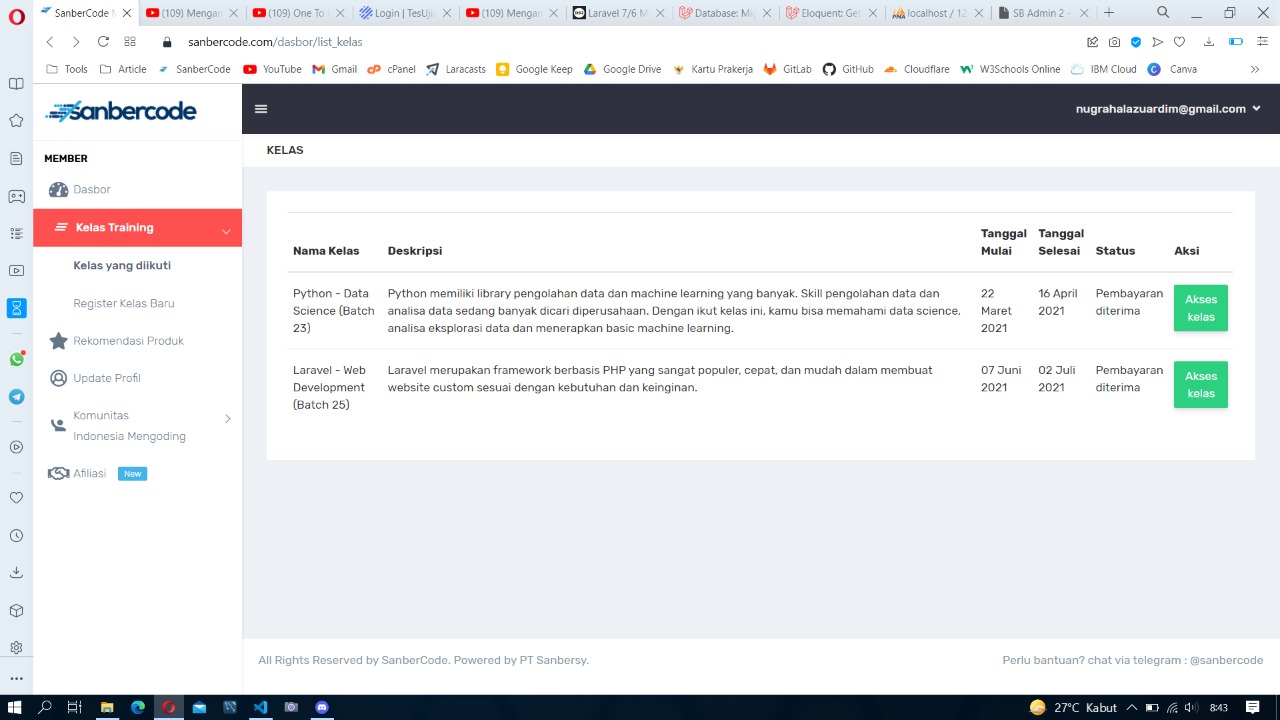 SanberCode M
(109) Mengan
(109) One To
Login | TesUjia
(109) Mengan
Laravel 7/6 M
Database: Mig
Eloquent: Get
localhost / 12
SB Admin 2 -
sanbercode.com/dasbor/list_kelas
Tools
Article
SanberCode
YouTube
Gmail
cPanel
Laracasts
Google Keep
Google Drive
Kartu Prakerja
GitLab
GitHub
Cloudflare
W3Schools Online
IBM Cloud
Canva
sanbercode
nugrahalazuardim@gmail.com
MEMBER
Dasbor
Kelas Training
Kelas yang diikuti
Register Kelas Baru
Rekomendasi Produk
Update Profil
Komunitas
Indonesia Mengoding
Afiliasi New
KELAS
Nama Kelas
Deskripsi
Tanggal
Mulai
Tanggal
Selesai
Status
Aksi
Python - Data
Science (Batch
23)
Python memiliki library pengolahan data dan machine learning yang banyak. Skill pengolahan data dan
analisa data sedang banyak dicari diperusahaan. Dengan ikut kelas ini, kamu bisa memahami data science,
analisa eksplorasi data dan menerapkan basic machine learning.
22
Maret
2021
16 April
2021
Pembayaran
diterima
Akses
kelas
Laravel - Web
Development
(Batch 25)
Laravel merupakan framework berbasis PHP yang sangat populer, cepat, dan mudah dalam membuat
website custom sesuai dengan kebutuhan dan keinginan.
07 Juni
2021
02 Juli
2021
Pembayaran
diterima
Akses
kelas
All Rights Reserved by SanberCode. Powered by PT Sanbersy.
Perlu bantuan? chat via telegram : @sanbercode
27°C Kabut
8:43